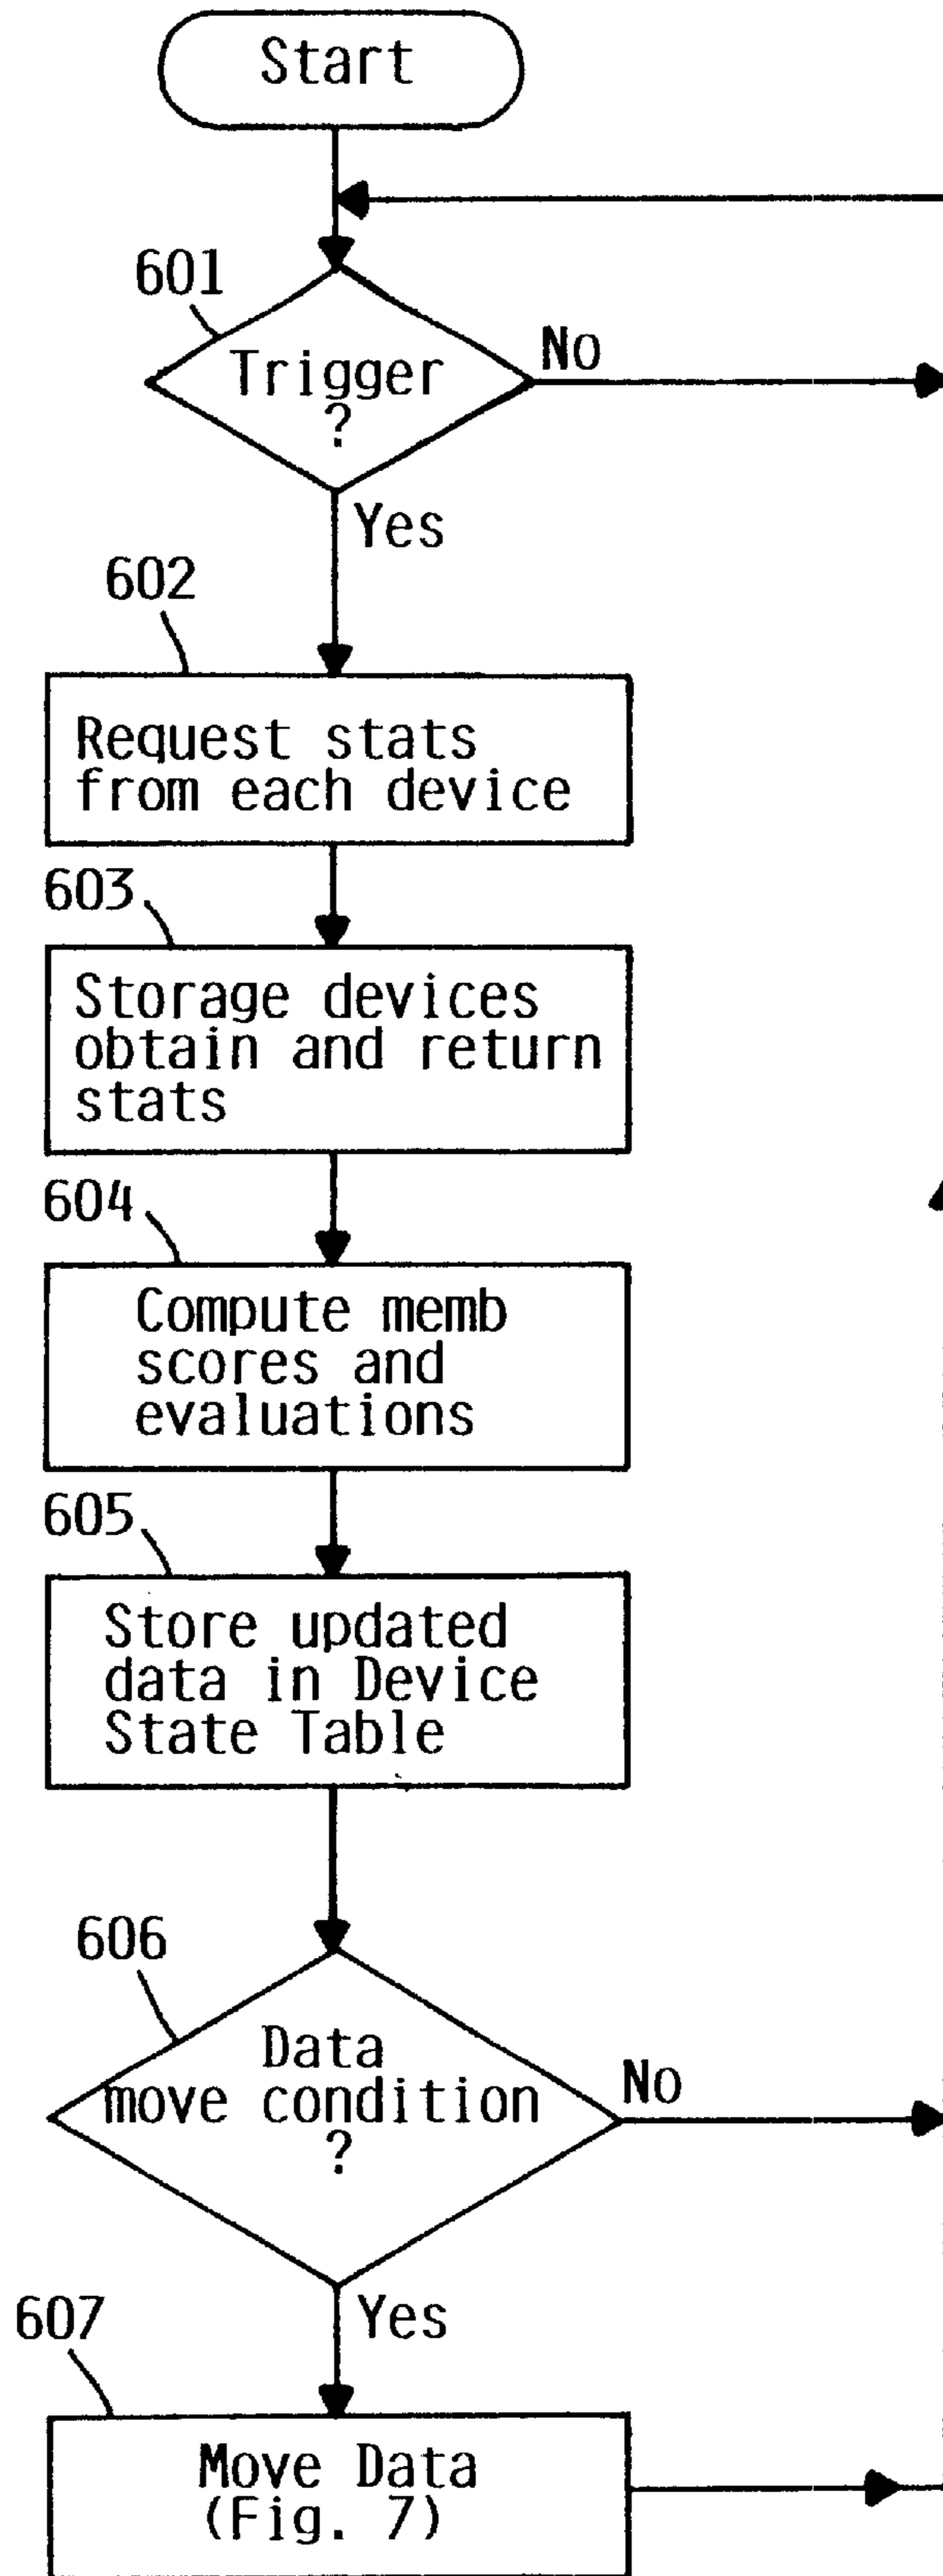 Start
601
Trigger
?
No
Yes
602
Request stats
from each device
603
Storage devices
obtain and return
stats
604
Compute memb
scores and
evaluations
605
Store updated
data in Device
State Table
606
Data
move condition
?
No
Yes
607
Move Data
(Fig. 7)